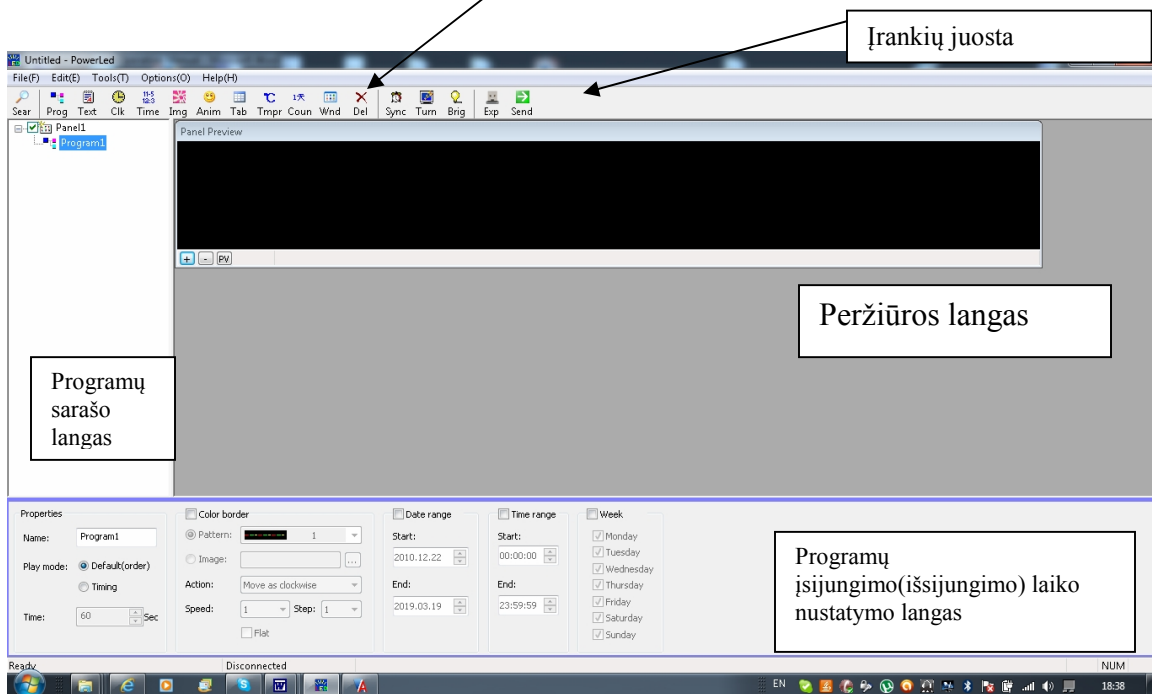 Įrankių juosta
Untitled - PowerLed
File(F) Edit(E) Tools(T) Options(O) Help(H)
Sear Prog Text Clk Time Img Anim Tab Tmpr Coun Wnd Del Sync Turn Brig Exp Send
Panel1
Program1
Panel Preview
+ - PV
Peržiūros langas
Programų
sarašo
langas
Properties
Name: Program1
Play mode: Default(order)
Timing
Time: 60 Sec
Color border
Pattern: 1
Image: ...
Action: Move as clockwise
Speed: 1 Step: 1
Flat
Date range
Start:
2010.12.22
End:
2019.03.19
Time range
Start:
00:00:00
End:
23:59:59
Week
Monday
Tuesday
Wednesday
Thursday
Friday
Saturday
Sunday
Programų
įsijungimo(išsijungimo) laiko
nustatymo langas
Ready Disconnected NUM
EN 18:38